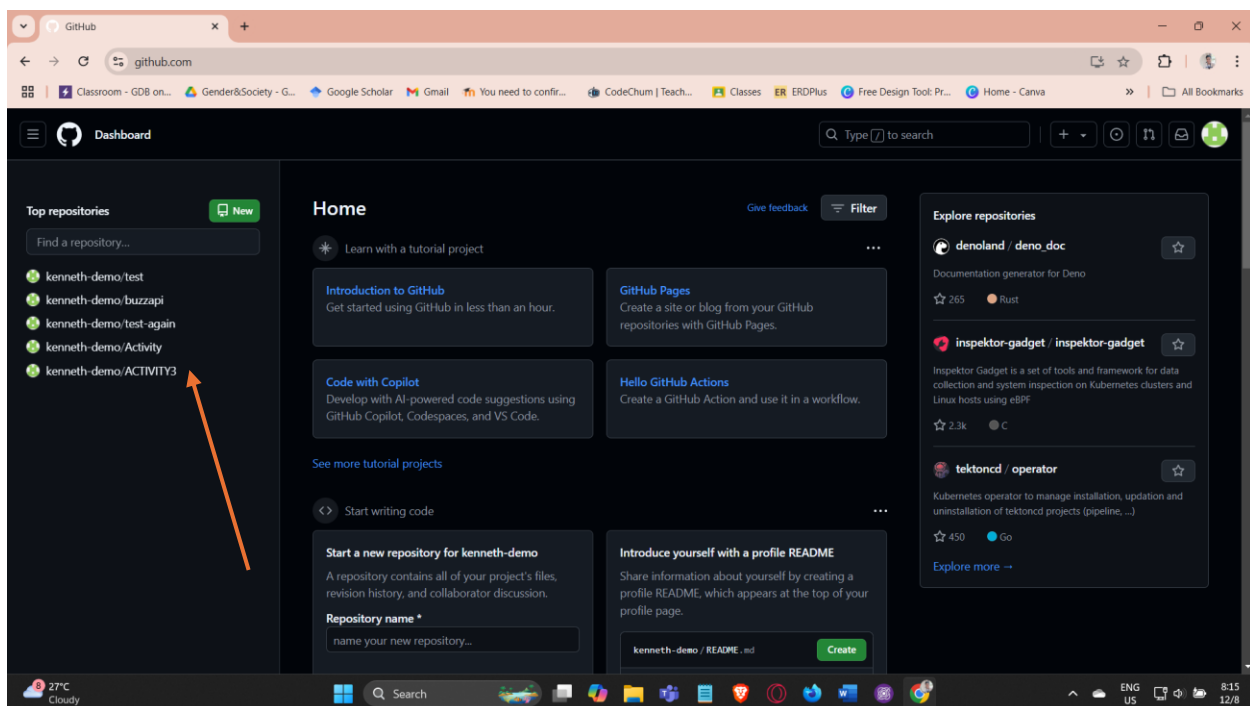 GitHub
github.com
Classroom - GDB on...
Gender&Society - G...
Google Scholar
Gmail
You need to confir...
CodeChum | Teach...
Classes
ER ERDPlus
Free Design Tool: Pr...
Home - Canva
»
All Bookmarks
Dashboard
Type / to search
Top repositories
New
Find a repository...
kenneth-demo/test
kenneth-demo/buzzapi
kenneth-demo/test-again
kenneth-demo/Activity
kenneth-demo/ACTIVITY3
Home
Give feedback
Filter
Learn with a tutorial project
Introduction to GitHub
Get started using GitHub in less than an hour.
GitHub Pages
Create a site or blog from your GitHub
repositories with GitHub Pages.
Code with Copilot
Develop with AI-powered code suggestions using
GitHub Copilot, Codespaces, and VS Code.
Hello GitHub Actions
Create a GitHub Action and use it in a workflow.
See more tutorial projects
Start writing code
Start a new repository for kenneth-demo
A repository contains all of your project's files,
revision history, and collaborator discussion.
Repository name *
name your new repository...
Introduce yourself with a profile README
Share information about yourself by creating a
profile README, which appears at the top of your
profile page.
kenneth-demo / README.md
Create
Explore repositories
denoland / deno_doc
Documentation generator for Deno
265 Rust
inspektor-gadget / inspektor-gadget
Inspektor Gadget is a set of tools and framework for data
collection and system inspection on Kubernetes clusters and
Linux hosts using eBPF
2.3k C
tektoncd / operator
Kubernetes operator to manage installation, updation and
uninstallation of tektoncd projects (pipeline, ...)
450 Go
Explore more →
8
27°C
Cloudy
Search
ENG
US
8:15
12/8